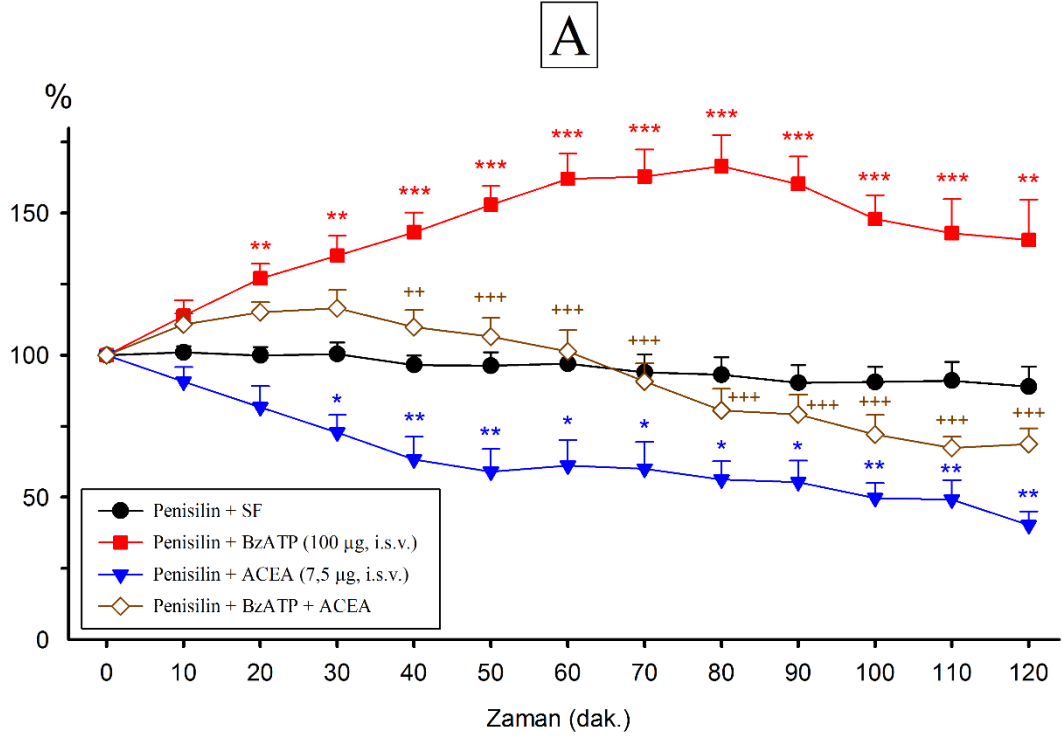 A
%
*** *** *** *** *** *** *** *** **
** **
150
++ +++ +++ +++
100
+++ +++ +++ +++ +++
* ** ** * * * * ** ** **
50
Penisilin + SF
Penisilin + BzATP (100 µg, i.s.v.)
Penisilin + ACEA (7,5 µg, i.s.v.)
Penisilin + BzATP + ACEA
0
0 10 20 30 40 50 60 70 80 90 100 110 120
Zaman (dak.)